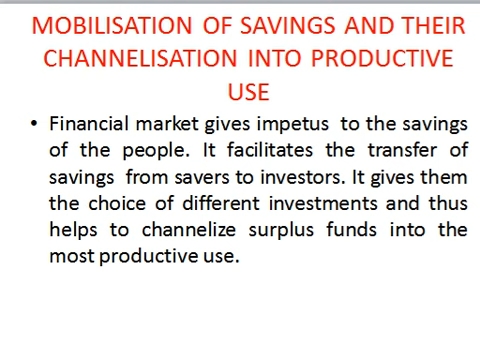 MOBILISATION OF SAVINGS AND THEIR
CHANNELISATION INTO PRODUCTIVE
USE
• Financial market gives impetus to the savings
of the people. It facilitates the transfer of
savings from savers to investors. It gives them
the choice of different investments and thus
helps to channelize surplus funds into the
most productive use.